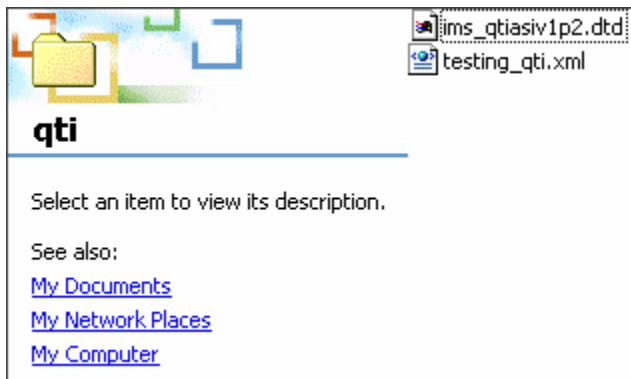 qti
Select an item to view its description.
See also:
My Documents
My Network Places
My Computer
ims_qtiasiv1p2.dtd
testing_qti.xml